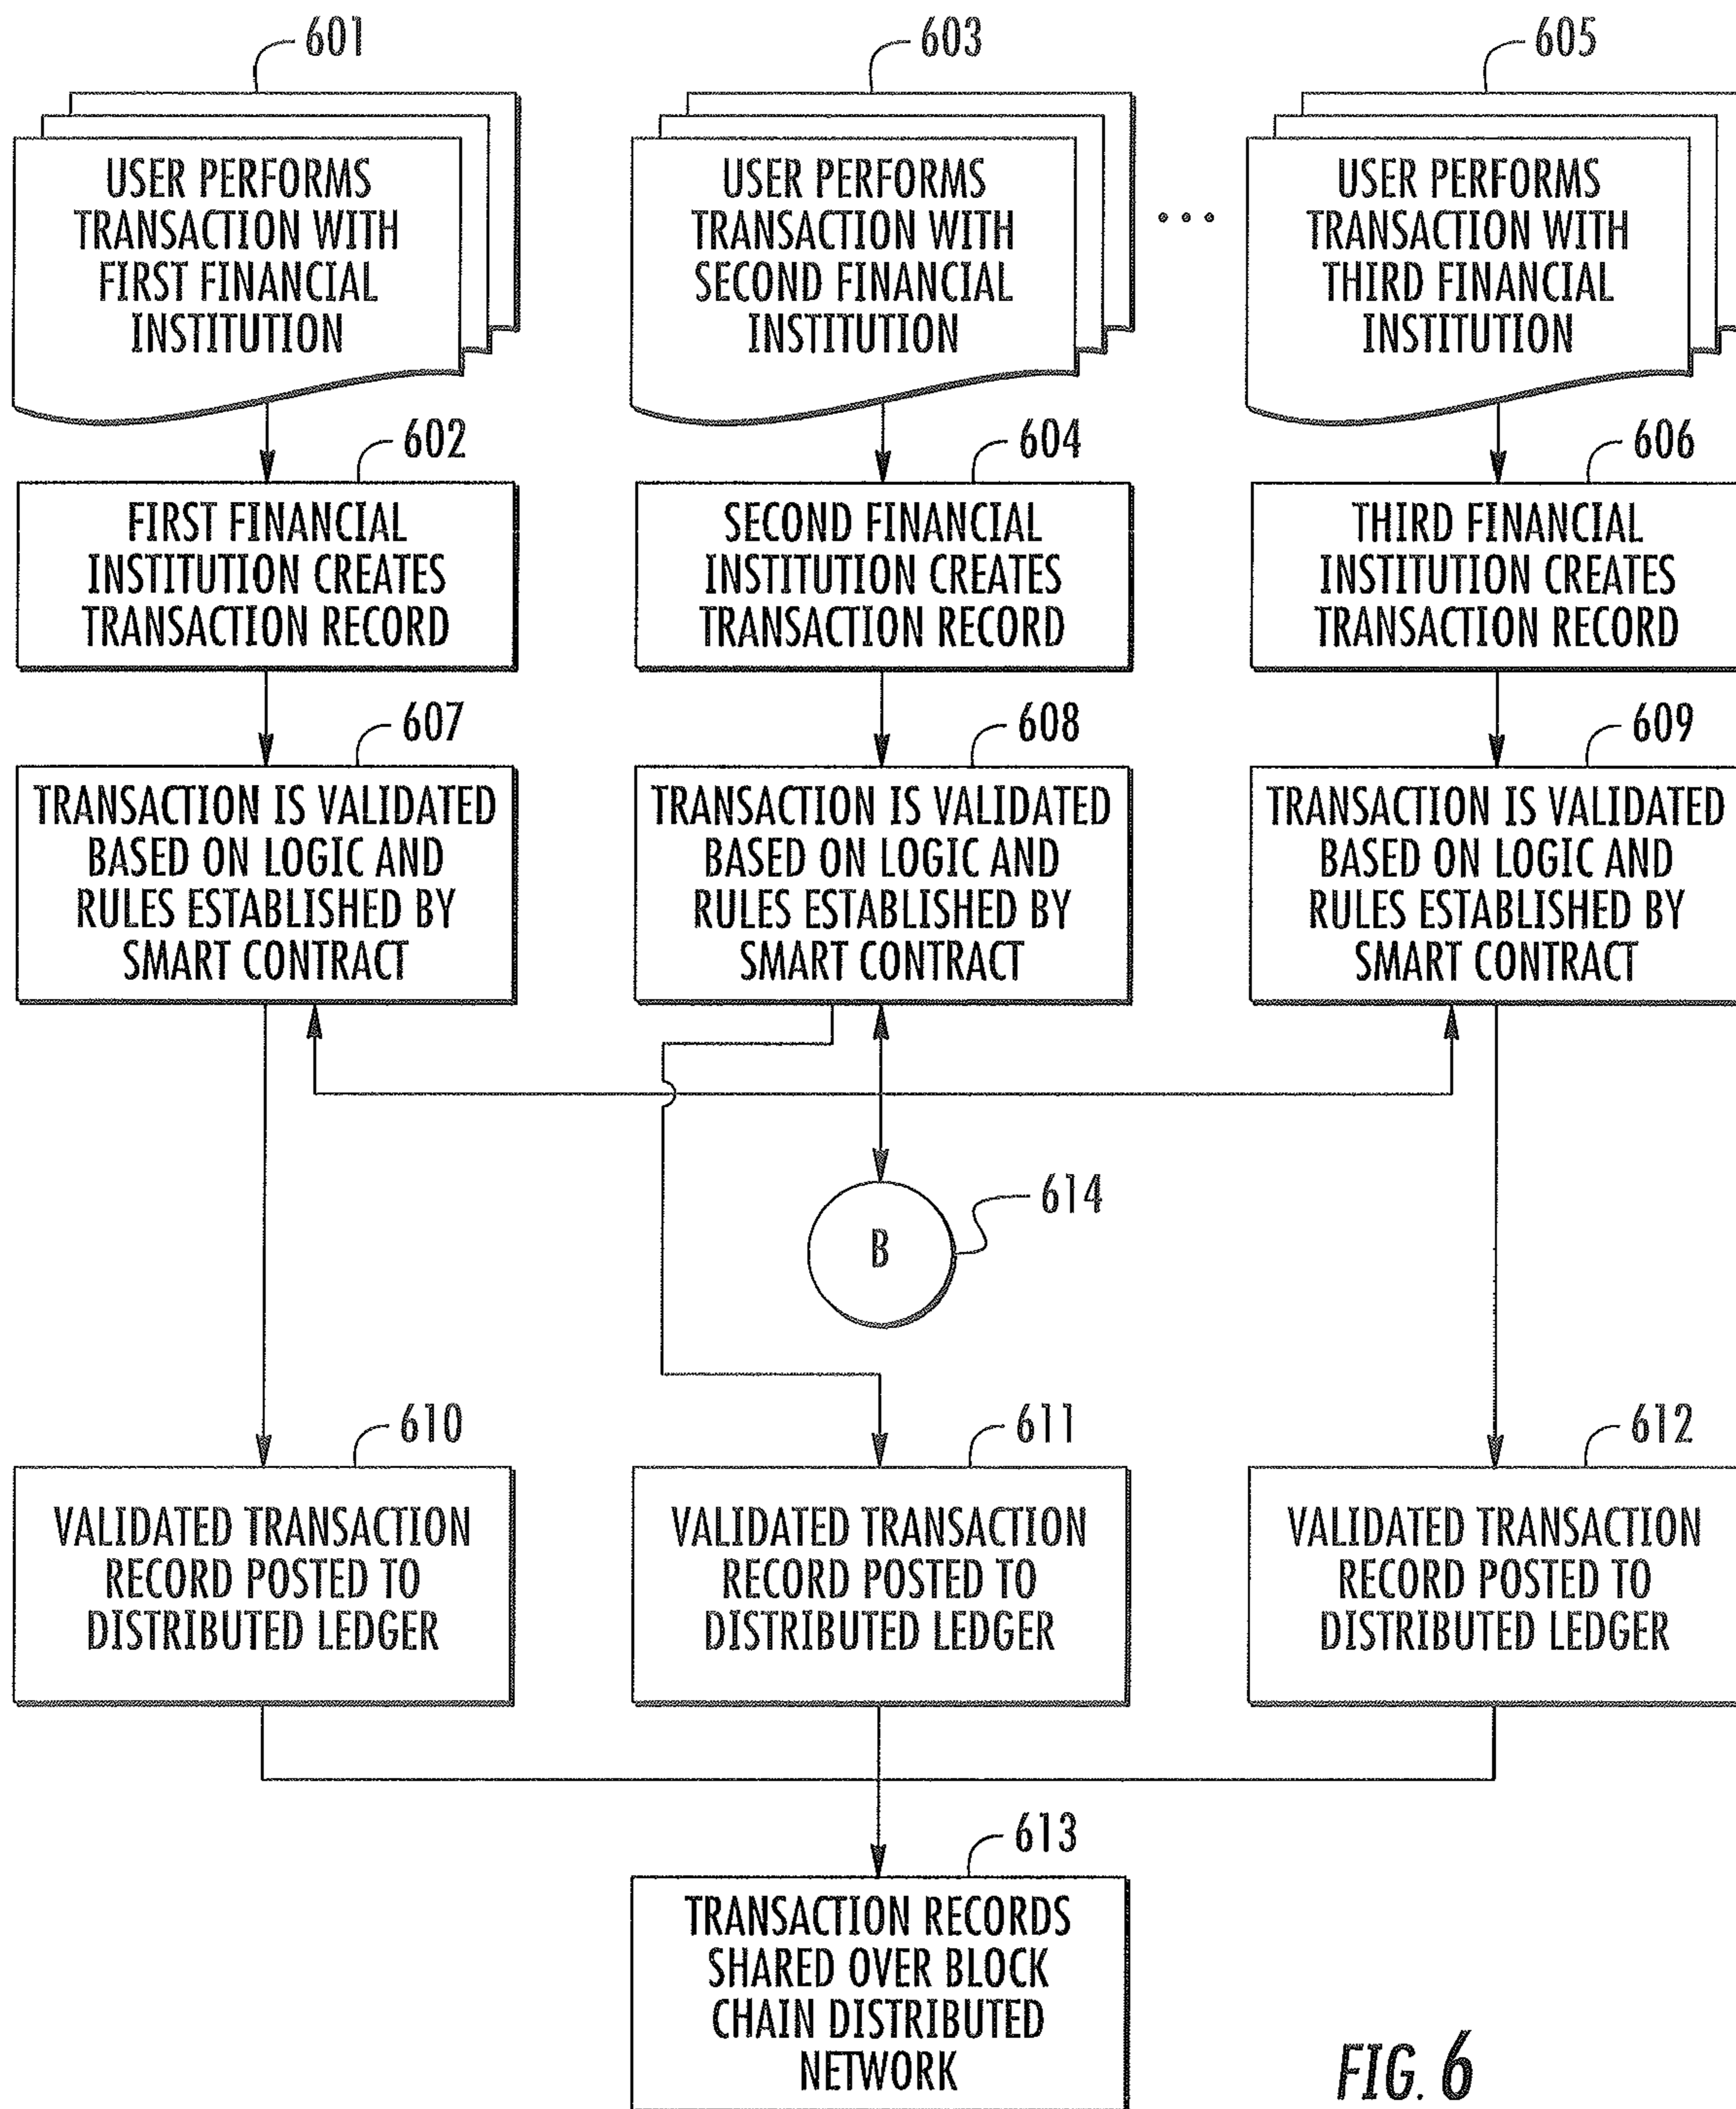 601
603
605
USER PERFORMS
TRANSACTION WITH
FIRST FINANCIAL
INSTITUTION
USER PERFORMS
TRANSACTION WITH
SECOND FINANCIAL
INSTITUTION
...
USER PERFORMS
TRANSACTION WITH
THIRD FINANCIAL
INSTITUTION
602
604
606
FIRST FINANCIAL
INSTITUTION CREATES
TRANSACTION RECORD
SECOND FINANCIAL
INSTITUTION CREATES
TRANSACTION RECORD
THIRD FINANCIAL
INSTITUTION CREATES
TRANSACTION RECORD
607
608
609
TRANSACTION IS VALIDATED
BASED ON LOGIC AND
RULES ESTABLISHED BY
SMART CONTRACT
TRANSACTION IS VALIDATED
BASED ON LOGIC AND
RULES ESTABLISHED BY
SMART CONTRACT
TRANSACTION IS VALIDATED
BASED ON LOGIC AND
RULES ESTABLISHED BY
SMART CONTRACT
614
B
610
611
612
VALIDATED TRANSACTION
RECORD POSTED TO
DISTRIBUTED LEDGER
VALIDATED TRANSACTION
RECORD POSTED TO
DISTRIBUTED LEDGER
VALIDATED TRANSACTION
RECORD POSTED TO
DISTRIBUTED LEDGER
613
TRANSACTION RECORDS
SHARED OVER BLOCK
CHAIN DISTRIBUTED
NETWORK
FIG. 6